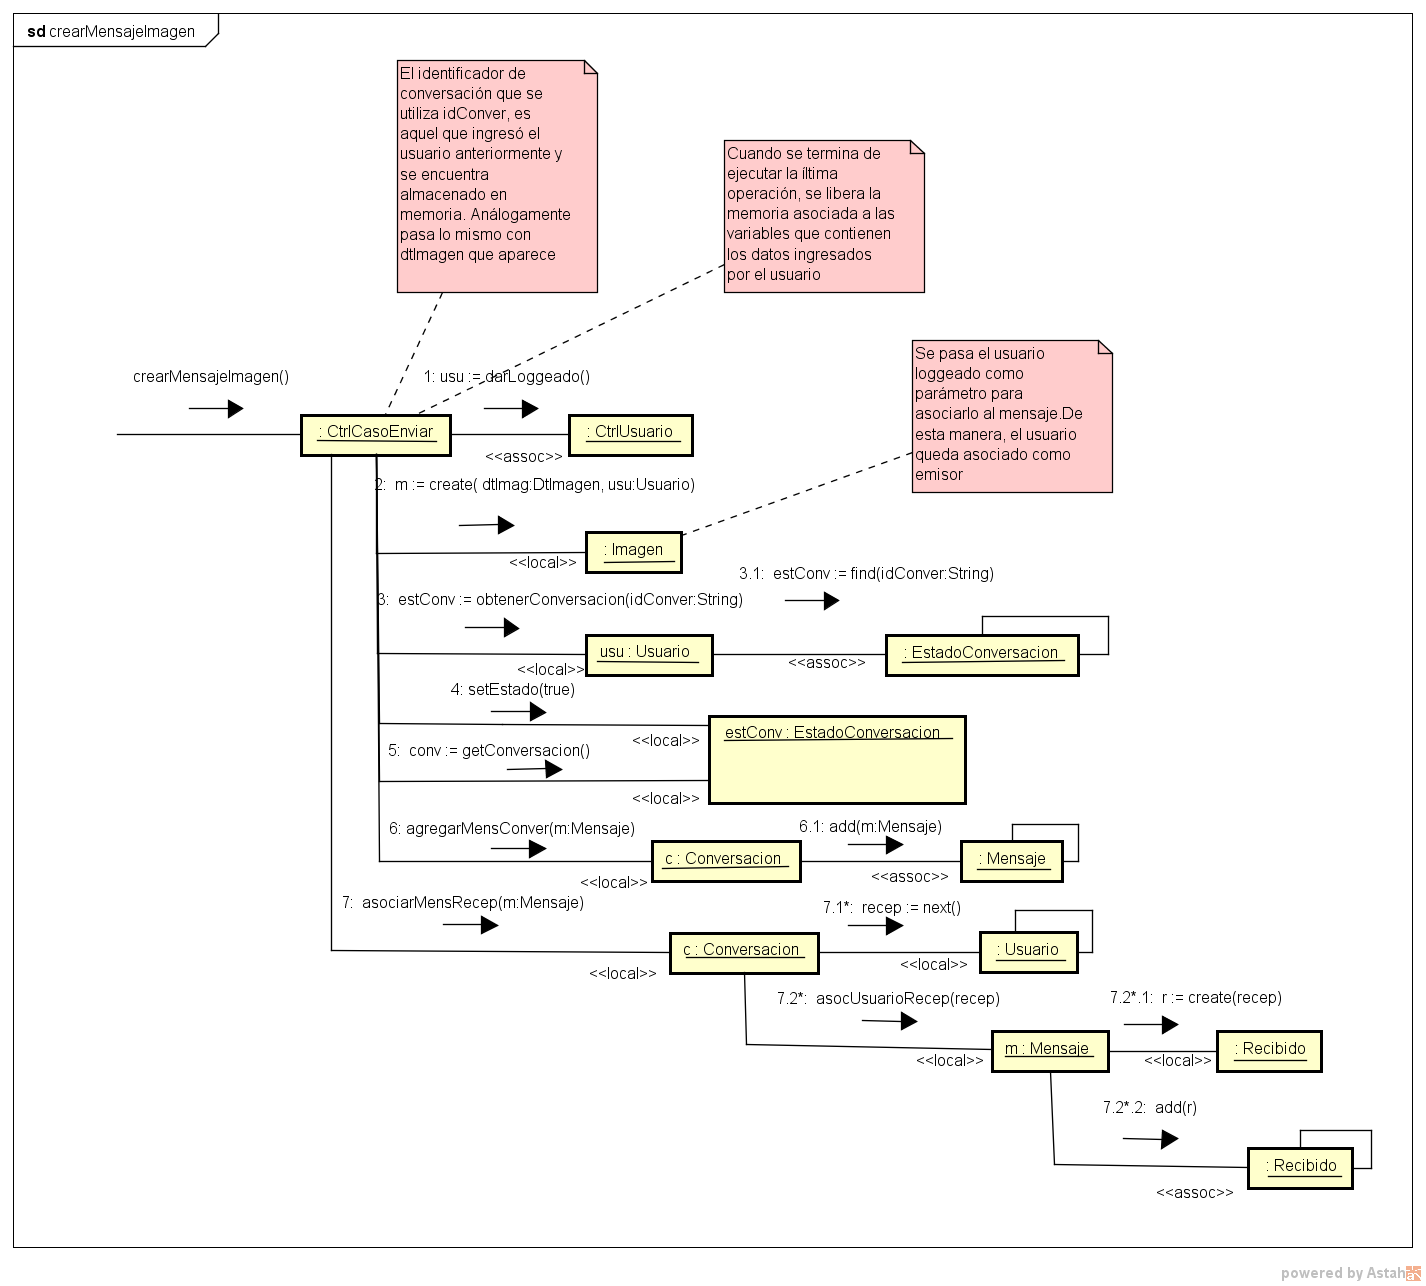 sd crearMensajeImagen
El identificador de
conversación que se
utiliza idConver, es
aquel que ingresó el
usuario anteriormente y
se encuentra
almacenado en
memoria. Análogamente
pasa lo mismo con
dtImagen que aparece
Cuando se termina de
ejecutar la íltima
operación, se libera la
memoria asociada a las
variables que contienen
los datos ingresados
por el usuario
Se pasa el usuario
loggeado como
parámetro para
asociarlo al mensaje.De
esta manera, el usuario
queda asociado como
emisor
crearMensajeImagen()
1: usu := darLoggeado()
: CtrlCasoEnviar
: CtrlUsuario
<<assoc>>
2: m := create( dtImag:DtImagen, usu:Usuario)
: Imagen
<<local>>
3.1: estConv := find(idConver:String)
3: estConv := obtenerConversacion(idConver:String)
usu : Usuario
: EstadoConversacion
<<local>>
<<assoc>>
4: setEstado(true)
estConv : EstadoConversacion
<<local>>
5: conv := getConversacion()
<<local>>
6: agregarMensConver(m:Mensaje)
6.1: add(m:Mensaje)
c : Conversacion
: Mensaje
<<local>>
<<assoc>>
7: asociarMensRecep(m:Mensaje)
7.1*: recep := next()
c : Conversacion
: Usuario
<<local>>
<<local>>
7.2*: asocUsuarioRecep(recep)
7.2*.1: r := create(recep)
m : Mensaje
: Recibido
<<local>>
<<local>>
7.2*.2: add(r)
: Recibido
<<assoc>>
powered by Astah